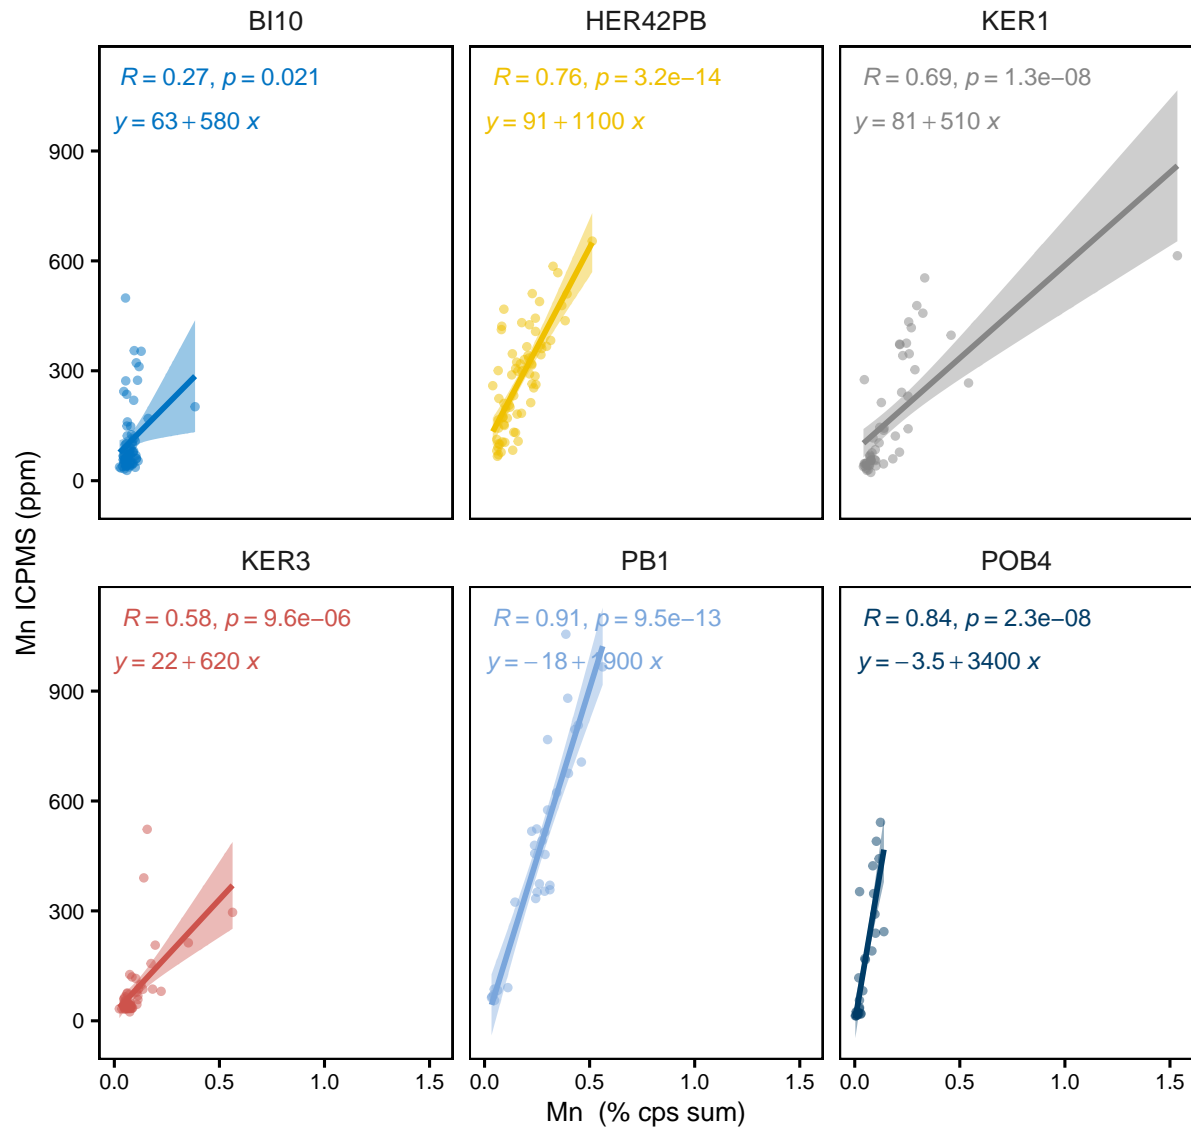 BI10 HER42PB KER1
R = 0.27, p = 0.021 R = 0.76, p = 3.2e−14 R = 0.69, p = 1.3e−08
y = 63 + 580 x y = 91 + 1100 x y = 81 + 510 x
900
600
300
0
Mn ICPMS (ppm)
KER3 PB1 POB4
R = 0.58, p = 9.6e−06 R = 0.91, p = 9.5e−13 R = 0.84, p = 2.3e−08
y = 22 + 620 x y = − 18 + 1900 x y = −3.5 + 3400 x
900
600
300
0
0.0 0.5 1.0 1.5 0.0 0.5 1.0 1.5 0.0 0.5 1.0 1.5
Mn (% cps sum)